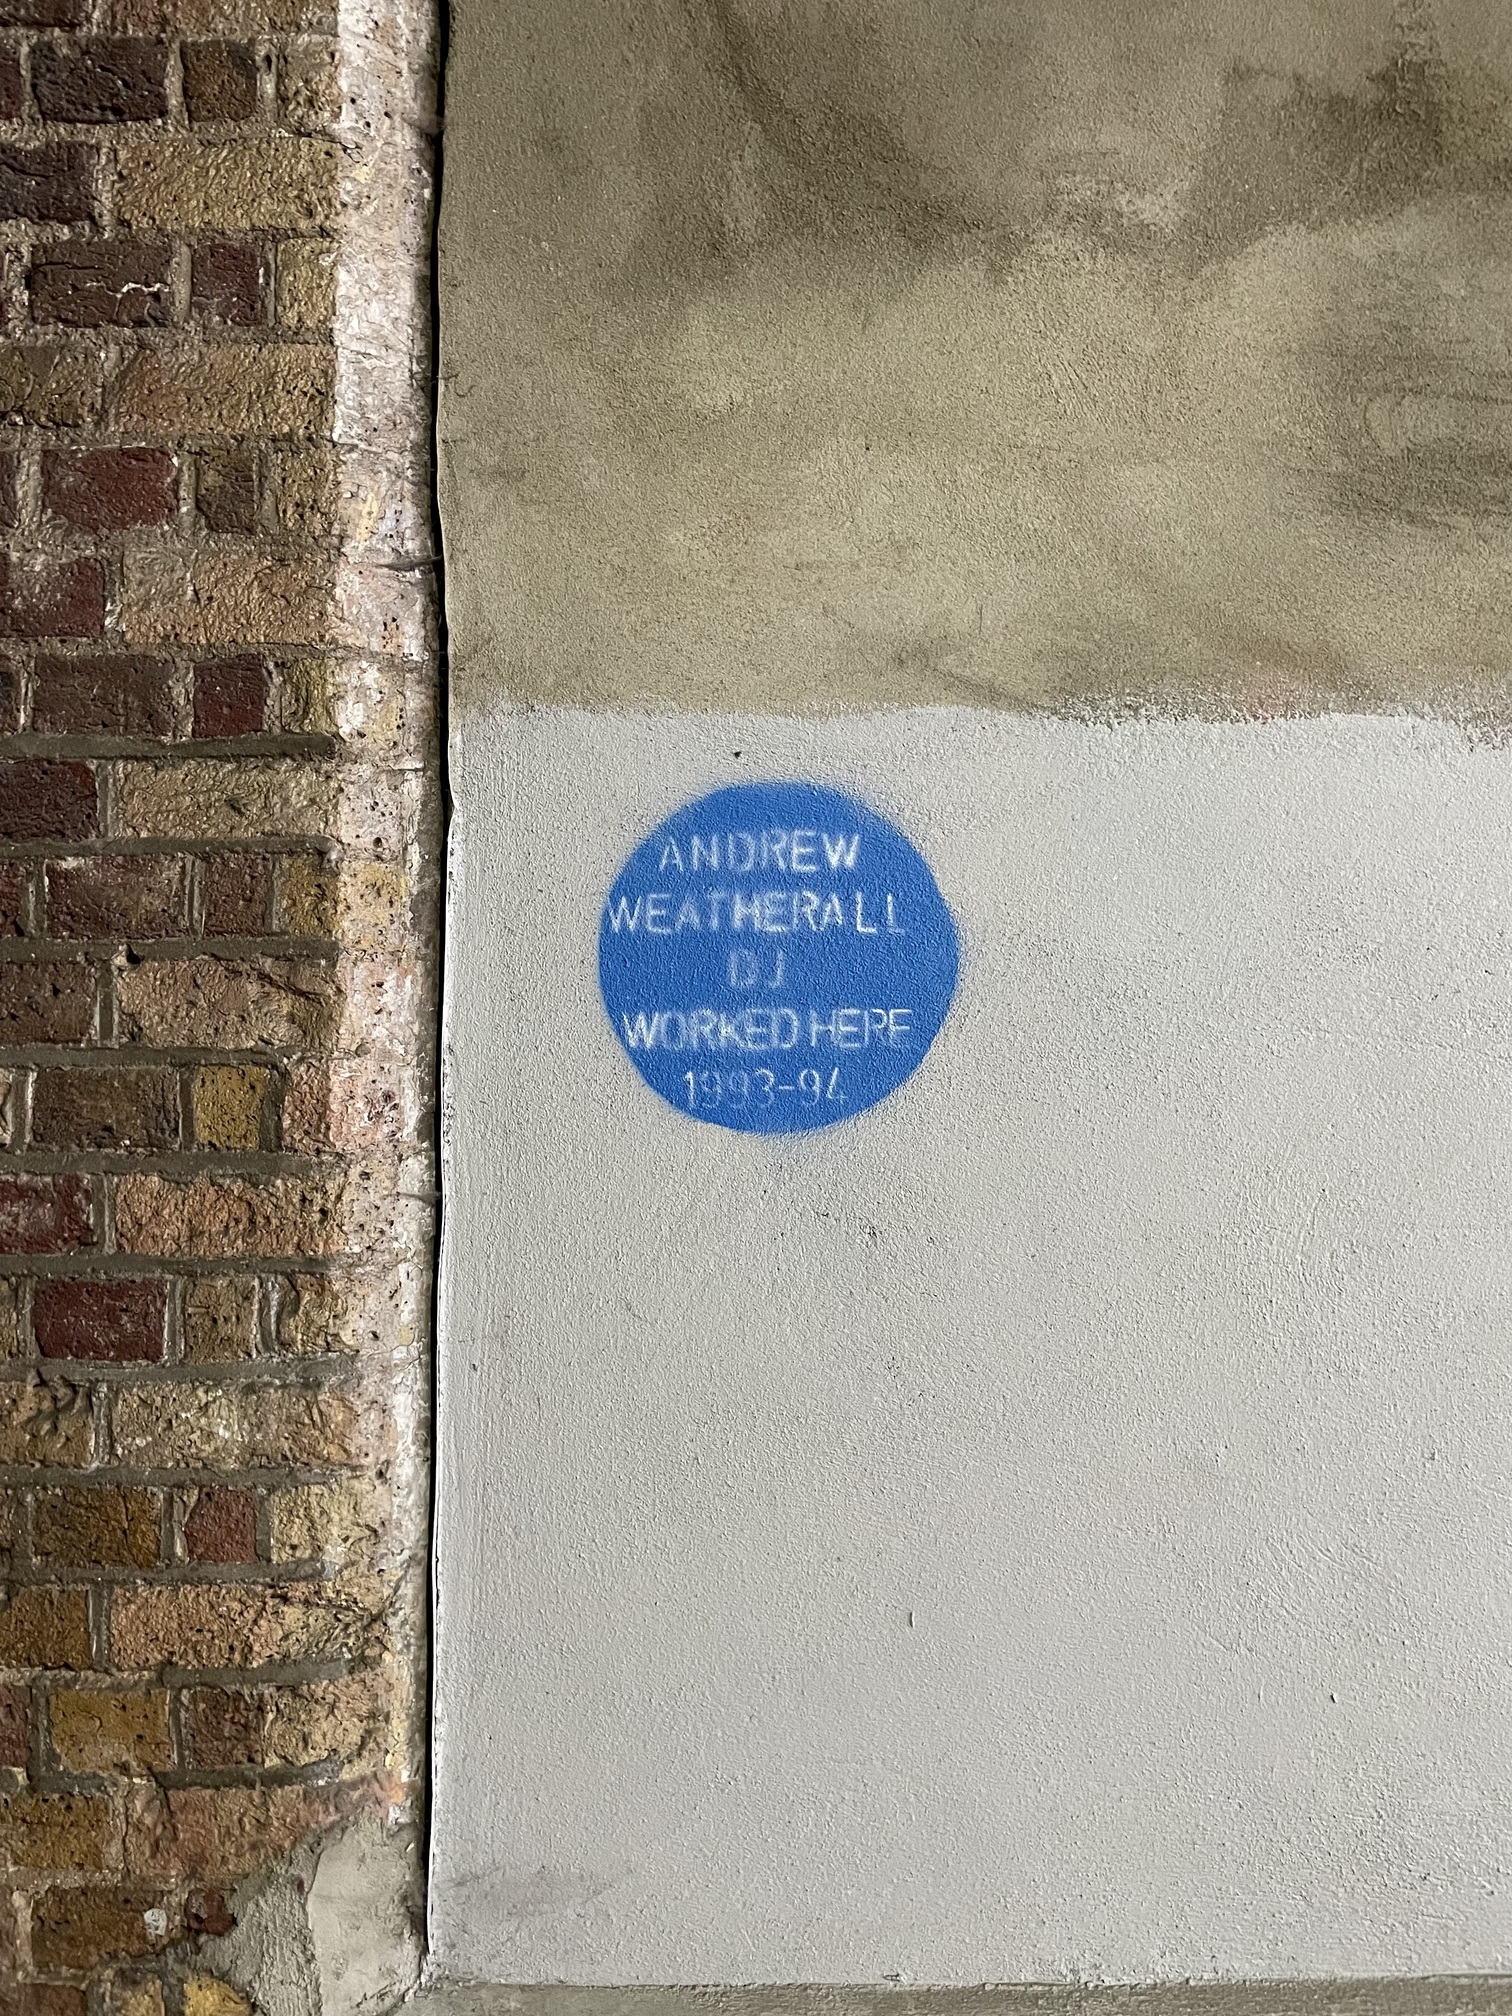 ANDREW
WEATHERALL
DJ
WORKED HERE
1993-94